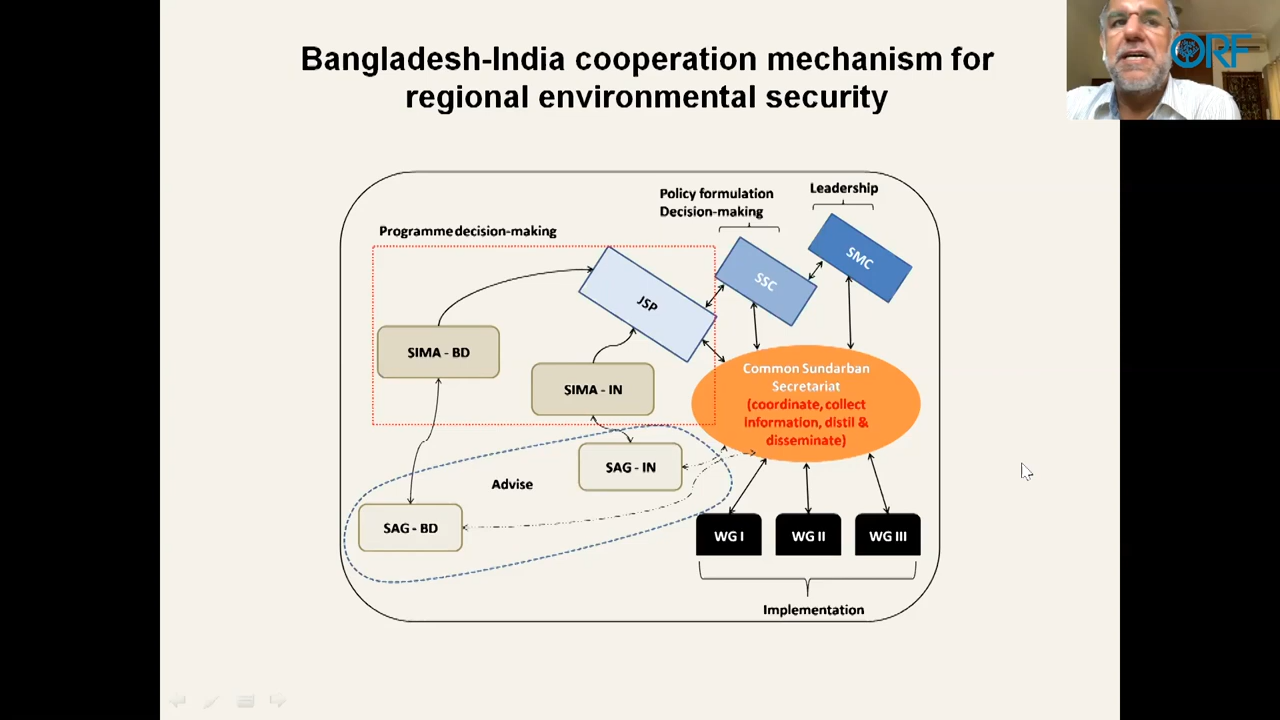 Bangladesh-India cooperation mechanism for
regional environmental security
ORF
Policy formulation
Decision-making
Leadership
Programme decision-making
SMC
SSC
JSP
SIMA - BD
SIMA - IN
Common Sundarban
Secretariat
(coordinate, collect
information, distil &
disseminate)
SAG - IN
Advise
SAG - BD
WG I
WG II
WG III
Implementation